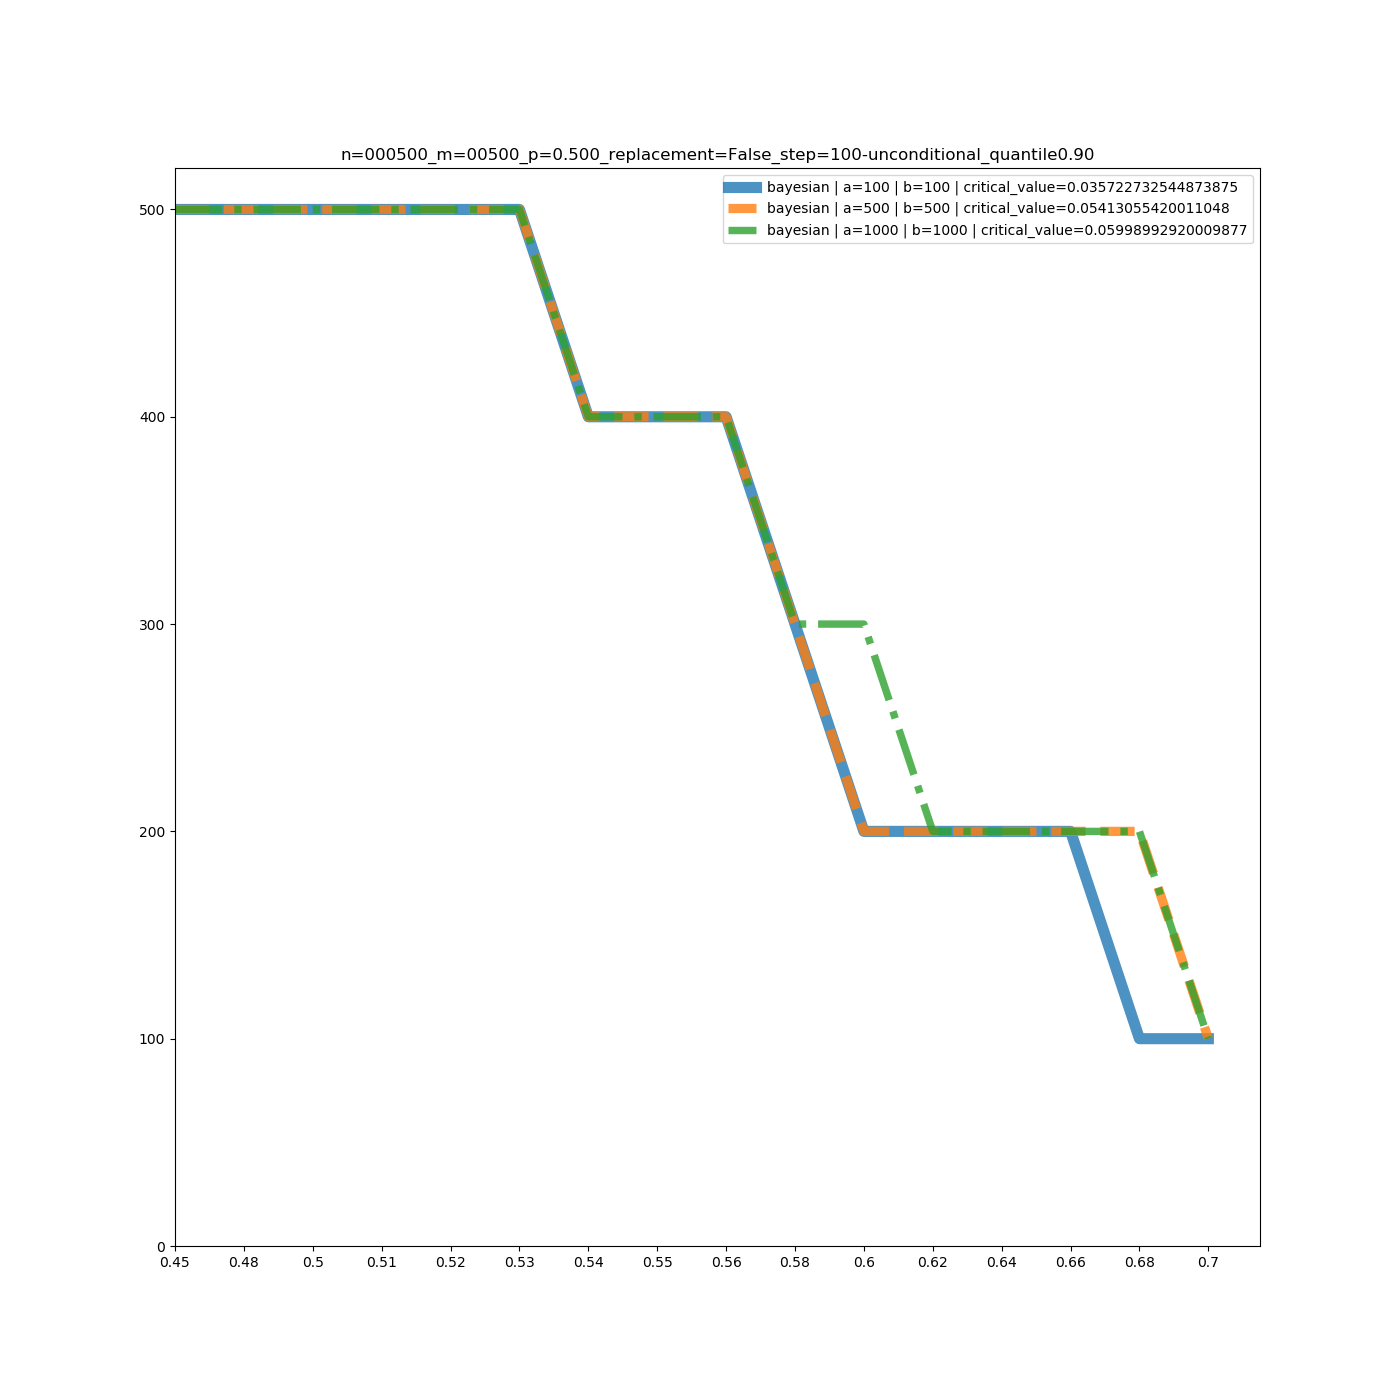 n=000500_m=00500_p=0.500_replacement=False_step=100-unconditional_quantile0.90
bayesian | a=100 | b=100 | critical_value=0.035722732544873875
bayesian | a=500 | b=500 | critical_value=0.05413055420011048
bayesian | a=1000 | b=1000 | critical_value=0.05998992920009877
500
400
300
200
100
0
0.45 0.48 0.5 0.51 0.52 0.53 0.54 0.55 0.56 0.58 0.6 0.62 0.64 0.66 0.68 0.7